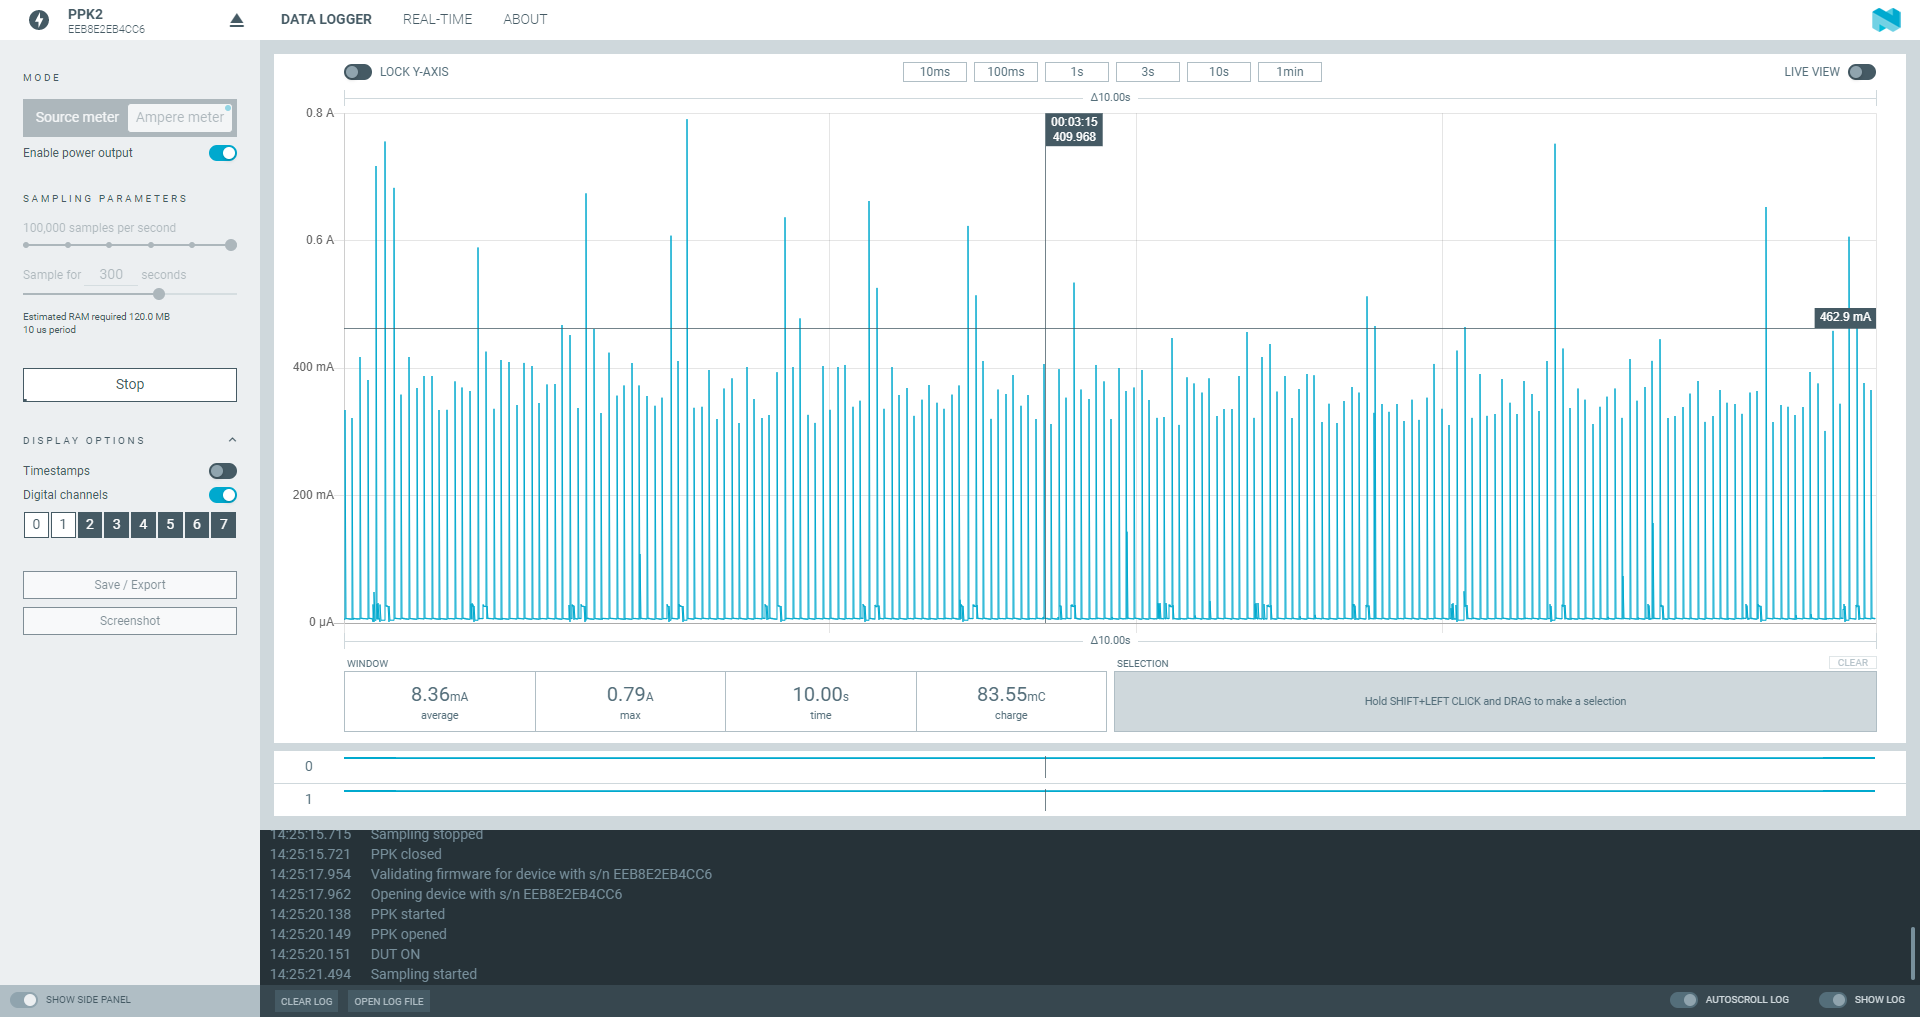 PPK2
EEB8E2EB4CC6
DATA LOGGER
REAL-TIME
ABOUT
MODE
Source meter
Ampere meter
Enable power output
SAMPLING PARAMETERS
100,000 samples per second
Sample for 300 seconds
Estimated RAM required 120.0 MB
10 us period
Stop
DISPLAY OPTIONS
Timestamps
Digital channels
0 1 2 3 4 5 6 7
Save / Export
Screenshot
SHOW SIDE PANEL
LOCK Y-AXIS
10ms
100ms
1s
3s
10s
1min
LIVE VIEW
Δ10.00s
0.8 A
00:03:15
409.968
0.6 A
462.9 mA
400 mA
200 mA
0 µA
Δ10.00s
WINDOW
8.36mA
average
0.79A
max
10.00s
time
83.55mC
charge
SELECTION
CLEAR
Hold SHIFT+LEFT CLICK and DRAG to make a selection
0
1
14:25:15.715 Sampling stopped
14:25:15.721 PPK closed
14:25:17.954 Validating firmware for device with s/n EEB8E2EB4CC6
14:25:17.962 Opening device with s/n EEB8E2EB4CC6
14:25:20.138 PPK started
14:25:20.149 PPK opened
14:25:20.151 DUT ON
14:25:21.494 Sampling started
CLEAR LOG
OPEN LOG FILE
AUTOSCROLL LOG
SHOW LOG